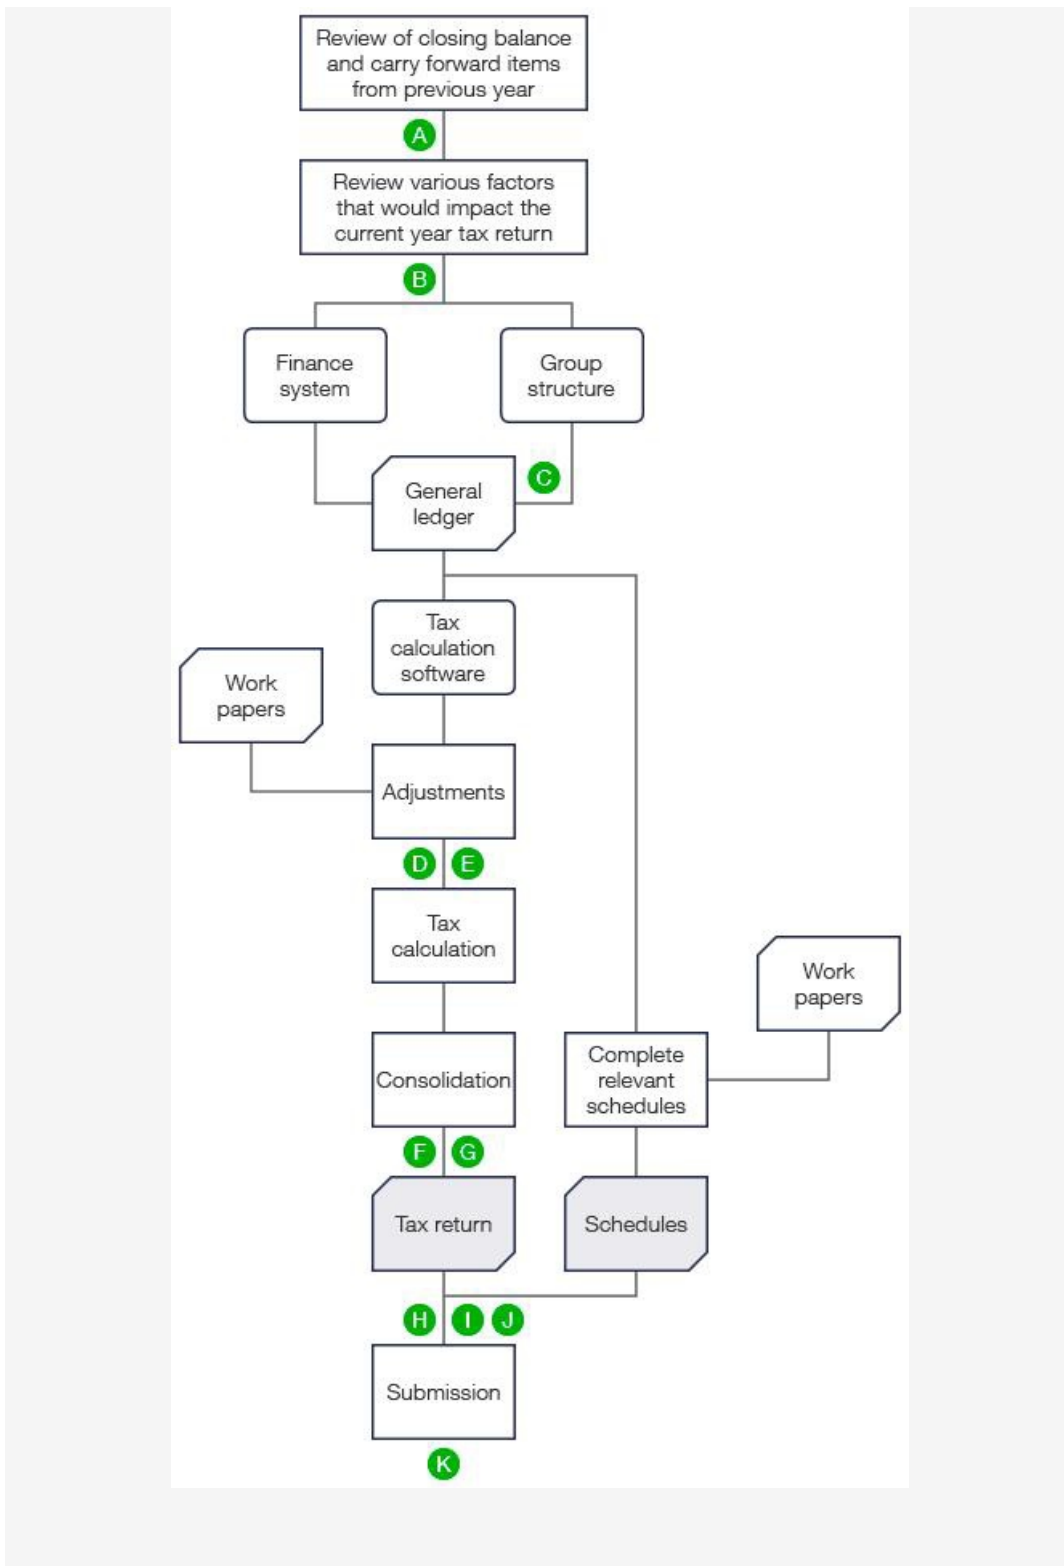 Review of closing balance
and carry forward items
from previous year
A
Review various factors
that would impact the
current year tax return
B
Finance
system
Group
structure
C
General
ledger
Tax
calculation
software
Work
papers
Adjustments
D E
Tax
calculation
Work
papers
Consolidation
Complete
relevant
schedules
F G
Tax return
Schedules
H I J
Submission
K